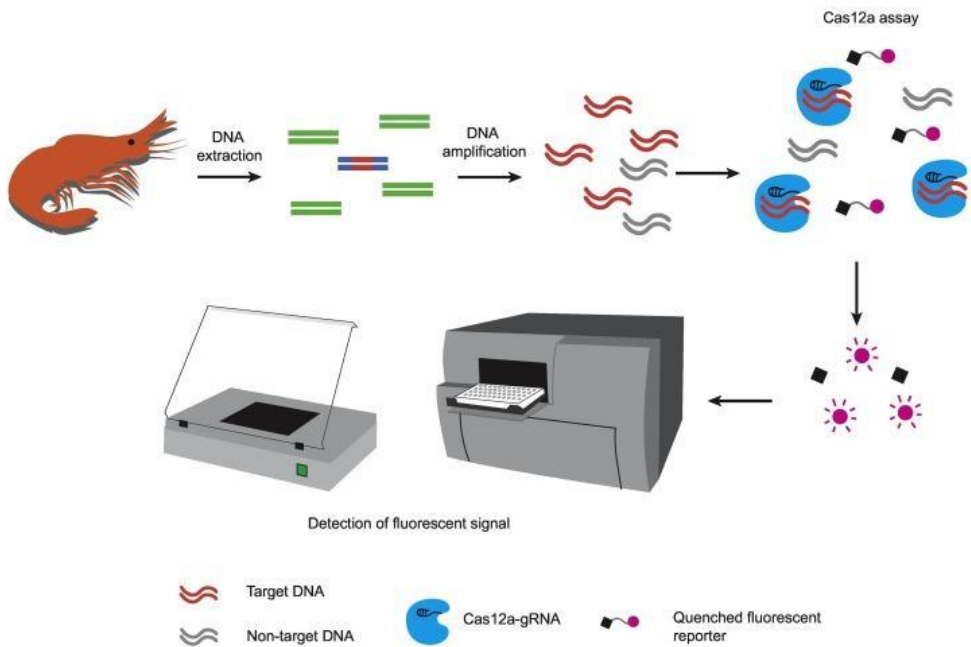 Cas12a assay
DNA
extraction
DNA
amplification
Detection of fluorescent signal
Target DNA
Non-target DNA
Cas12a-gRNA
Quenched fluorescent
reporter